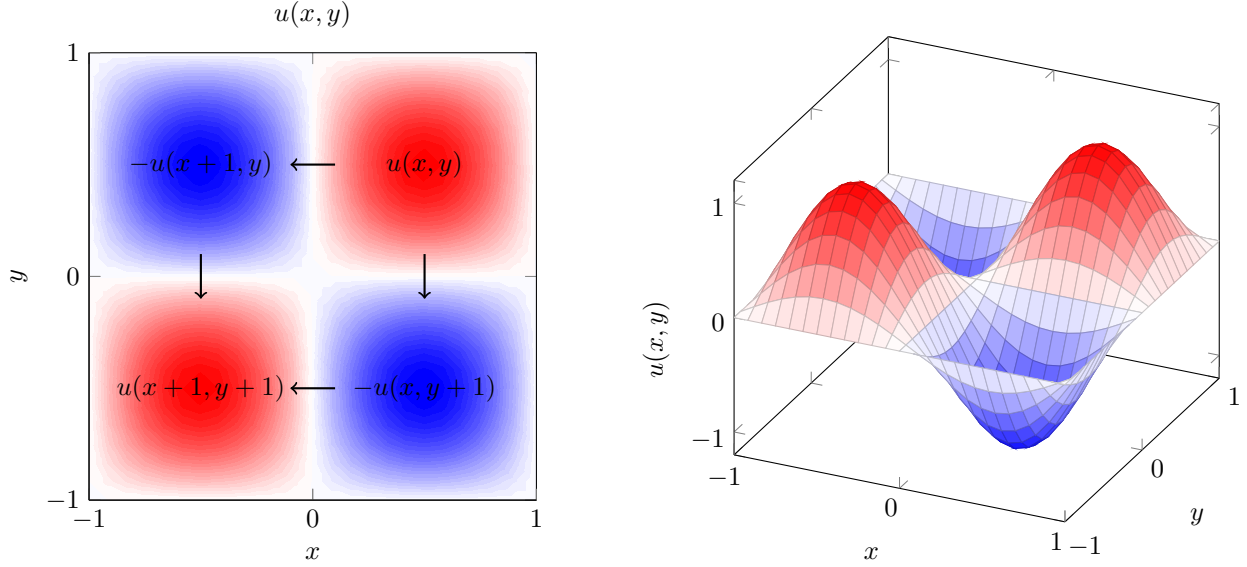 u(x, y)
1
−u(x + 1, y)
u(x, y)
y
0
u(x+1, y+1)
−u(x, y+1)
−1
−1
0
1
x
u(x, y)
1
0
−1
−1
0
1
x
−1
0
1
y